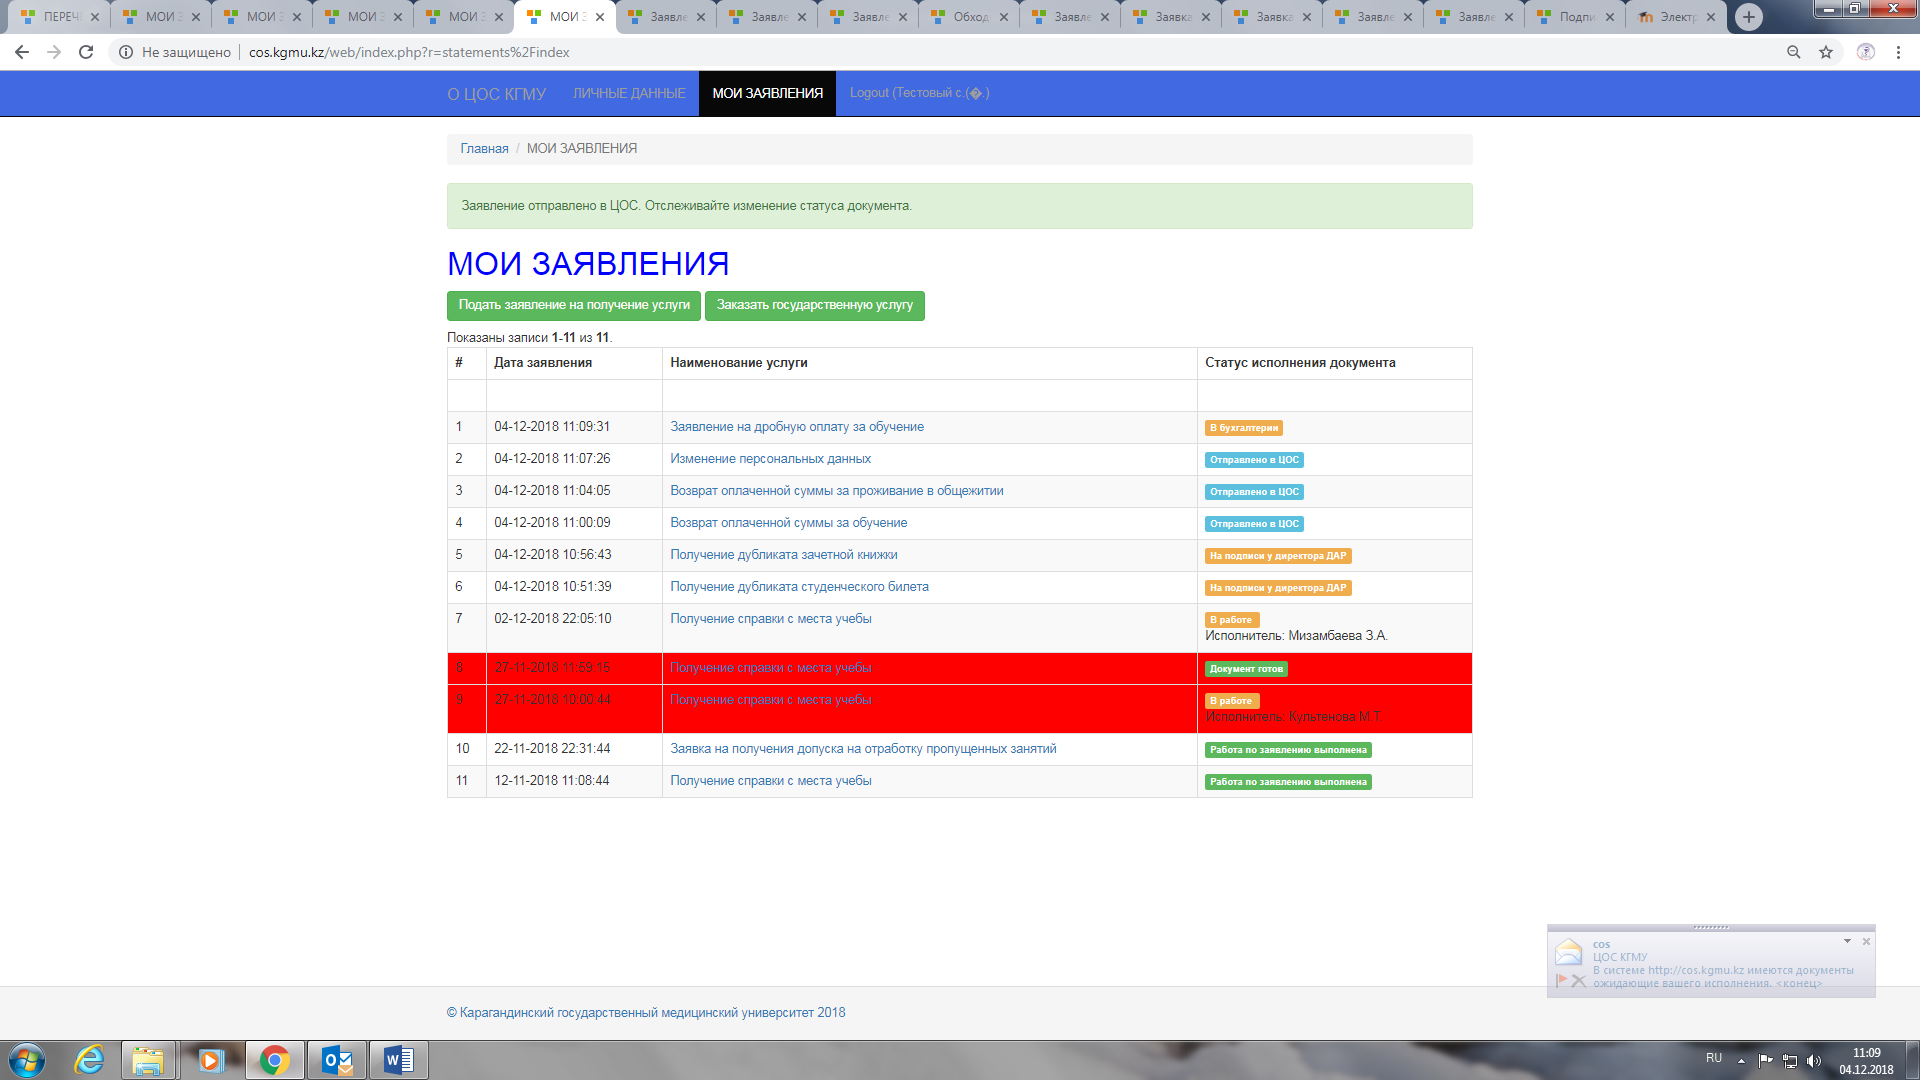 ПЕРЕЧ
МОИ З
МОИ З
МОИ З
МОИ З
МОИ З
Заявле
Заявле
Заявле
Обход
Заявле
Заявка
Заявка
Заявле
Заявле
Подпи
Электр
Не защищено cos.kgmu.kz/web/index.php?r=statements%2Findex
О ЦОС КГМУ ЛИЧНЫЕ ДАННЫЕ МОИ ЗАЯВЛЕНИЯ Logout (Тестовый с.(�.)
Главная / МОИ ЗАЯВЛЕНИЯ
Заявление отправлено в ЦОС. Отслеживайте изменение статуса документа.
МОИ ЗАЯВЛЕНИЯ
Подать заявление на получение услуги Заказать государственную услугу
Показаны записи 1-11 из 11.
# Дата заявления Наименование услуги Статус исполнения документа
1 04-12-2018 11:09:31 Заявление на дробную оплату за обучение В бухгалтерии
2 04-12-2018 11:07:26 Изменение персональных данных Отправлено в ЦОС
3 04-12-2018 11:04:05 Возврат оплаченной суммы за проживание в общежитии Отправлено в ЦОС
4 04-12-2018 11:00:09 Возврат оплаченной суммы за обучение Отправлено в ЦОС
5 04-12-2018 10:56:43 Получение дубликата зачетной книжки На подписи у директора ДАР
6 04-12-2018 10:51:39 Получение дубликата студенческого билета На подписи у директора ДАР
7 02-12-2018 22:05:10 Получение справки с места учебы В работе
Исполнитель: Мизамбаева З.А.
8 27-11-2018 11:59:15 Получение справки с места учебы Документ готов
9 27-11-2018 10:00:44 Получение справки с места учебы В работе
Исполнитель: Культенова М.Т.
10 22-11-2018 22:31:44 Заявка на получения допуска на отработку пропущенных занятий Работа по заявлению выполнена
11 12-11-2018 11:08:44 Получение справки с места учебы Работа по заявлению выполнена
cos
ЦОС КГМУ
В системе http://cos.kgmu.kz имеются документы
ожидающие вашего исполнения. <конец>
© Карагандинский государственный медицинский университет 2018
RU
11:09
04.12.2018